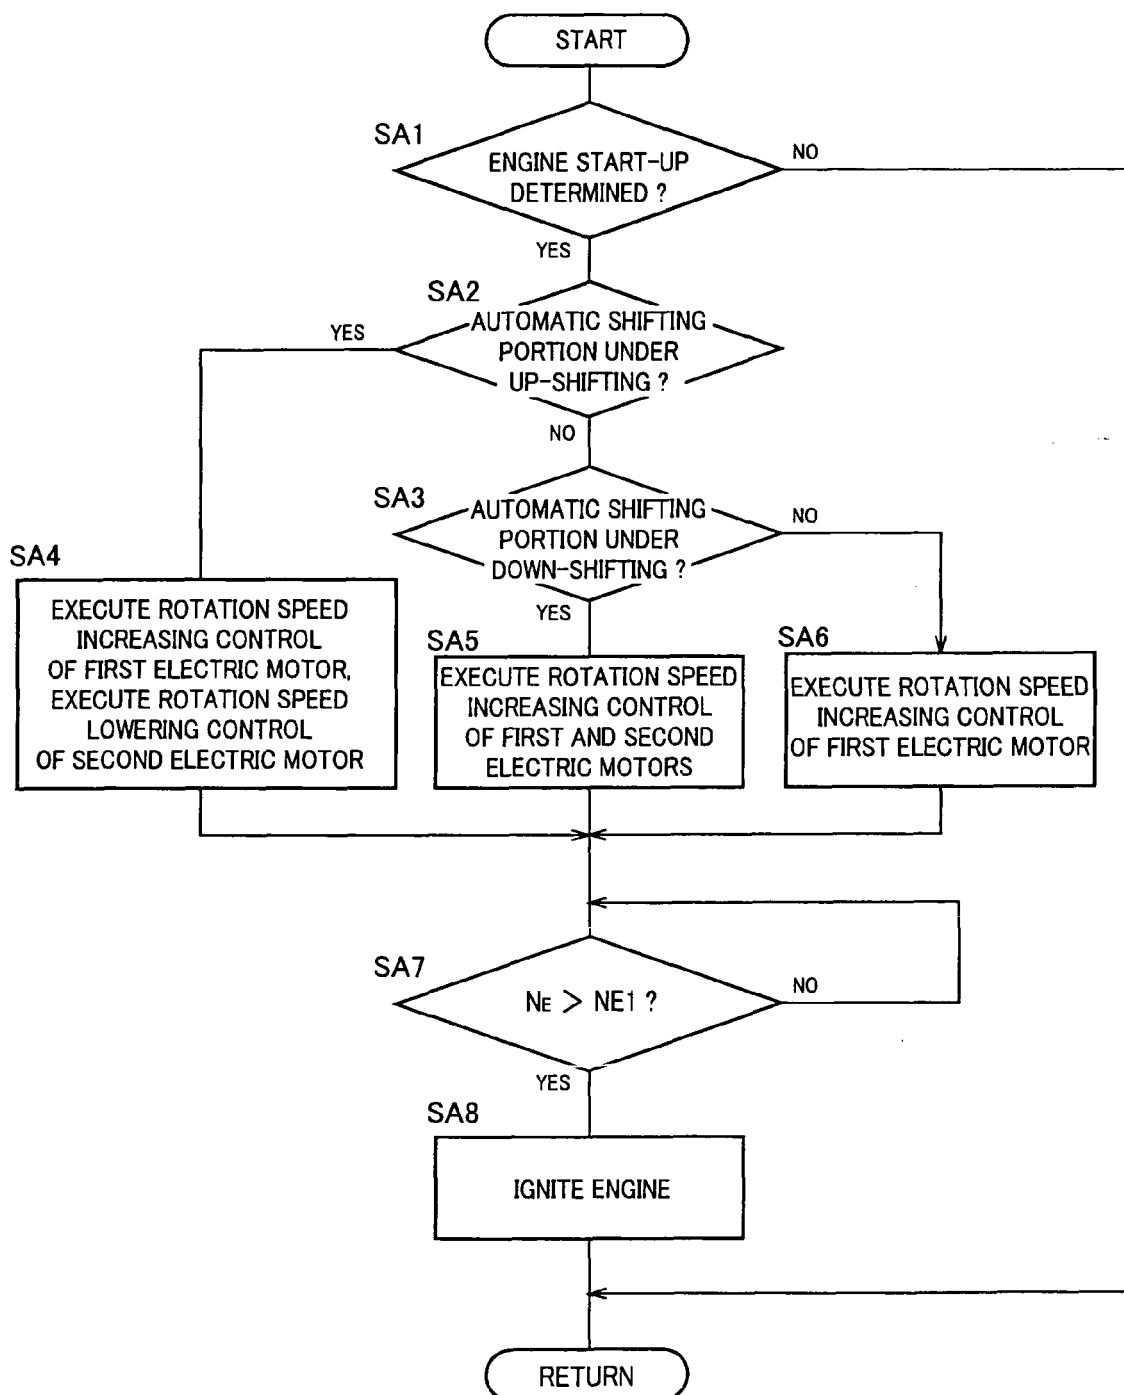 START
SA1
ENGINE START-UP
DETERMINED ?
NO
YES
SA2
AUTOMATIC SHIFTING
PORTION UNDER
UP-SHIFTING ?
YES
NO
SA3
AUTOMATIC SHIFTING
PORTION UNDER
DOWN-SHIFTING ?
NO
YES
SA4
EXECUTE ROTATION SPEED
INCREASING CONTROL
OF FIRST ELECTRIC MOTOR,
EXECUTE ROTATION SPEED
LOWERING CONTROL
OF SECOND ELECTRIC MOTOR
SA5
EXECUTE ROTATION SPEED
INCREASING CONTROL
OF FIRST AND SECOND
ELECTRIC MOTORS
SA6
EXECUTE ROTATION SPEED
INCREASING CONTROL
OF FIRST ELECTRIC MOTOR
SA7
NE > NE1 ?
NO
YES
SA8
IGNITE ENGINE
RETURN